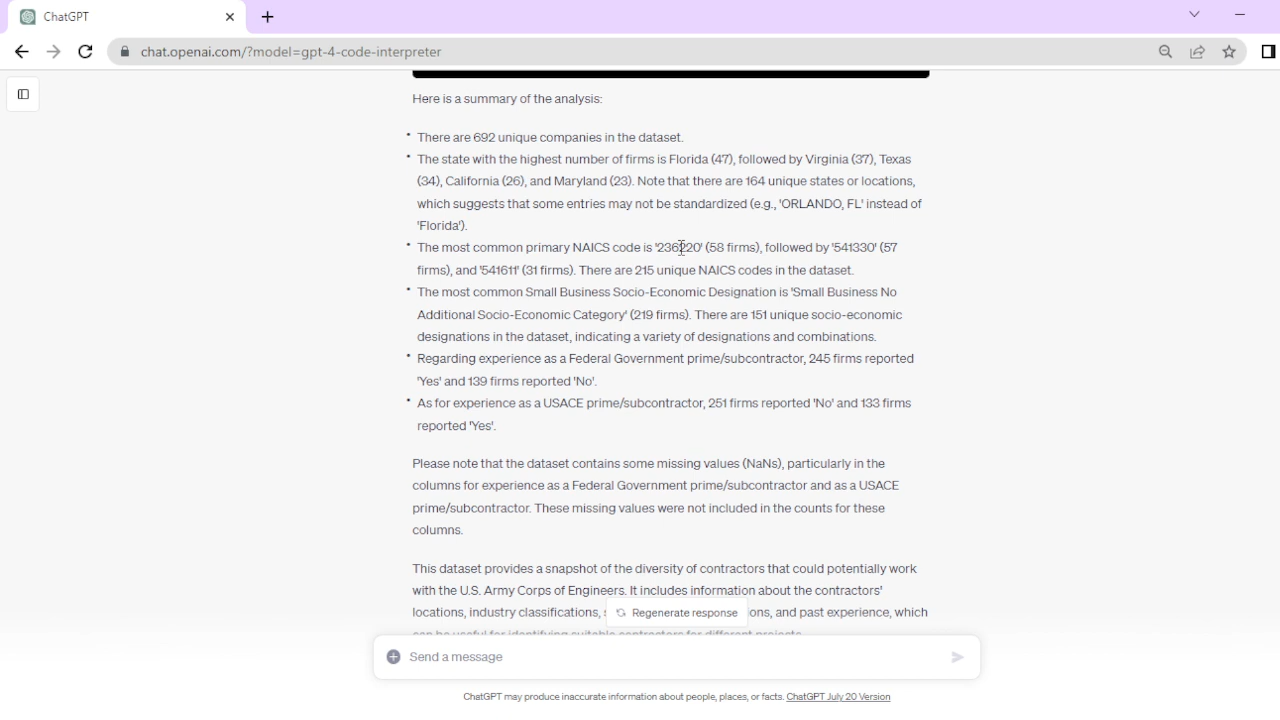 ChatGPT
chat.openai.com/?model=gpt-4-code-interpreter
Here is a summary of the analysis:
• There are 692 unique companies in the dataset.
• The state with the highest number of firms is Florida (47), followed by Virginia (37), Texas
(34), California (26), and Maryland (23). Note that there are 164 unique states or locations,
which suggests that some entries may not be standardized (e.g., 'ORLANDO, FL' instead of
'Florida').
• The most common primary NAICS code is '236220' (58 firms), followed by '541330' (57
firms), and '541611' (31 firms). There are 215 unique NAICS codes in the dataset.
• The most common Small Business Socio-Economic Designation is 'Small Business No
Additional Socio-Economic Category' (219 firms). There are 151 unique socio-economic
designations in the dataset, indicating a variety of designations and combinations.
• Regarding experience as a Federal Government prime/subcontractor, 245 firms reported
'Yes' and 139 firms reported 'No'.
• As for experience as a USACE prime/subcontractor, 251 firms reported 'No' and 133 firms
reported 'Yes'.
Please note that the dataset contains some missing values (NaNs), particularly in the
columns for experience as a Federal Government prime/subcontractor and as a USACE
prime/subcontractor. These missing values were not included in the counts for these
columns.
This dataset provides a snapshot of the diversity of contractors that could potentially work
with the U.S. Army Corps of Engineers. It includes information about the contractors'
locations, industry classifications, ons, and past experience, which
can be useful for identifying suitable contractors for different projects.
Regenerate response
Send a message
ChatGPT may produce inaccurate information about people, places, or facts. ChatGPT July 20 Version